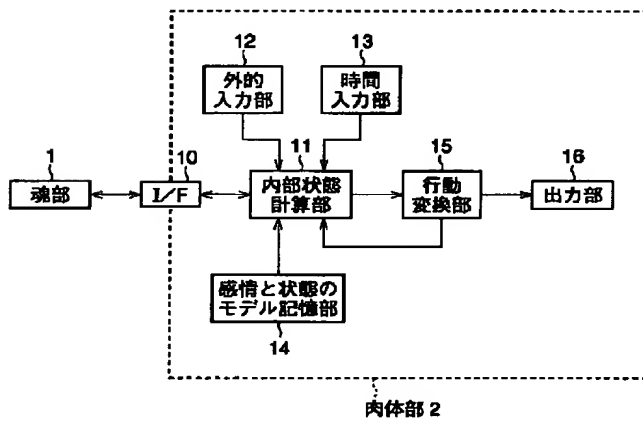 12
13
外的
入力部
時間
入力部
1
10
11
15
16
魂部
I/F
内部状態
計算部
行動
変換部
出力部
感情と状態の
モデル記憶部
14
肉体部 2